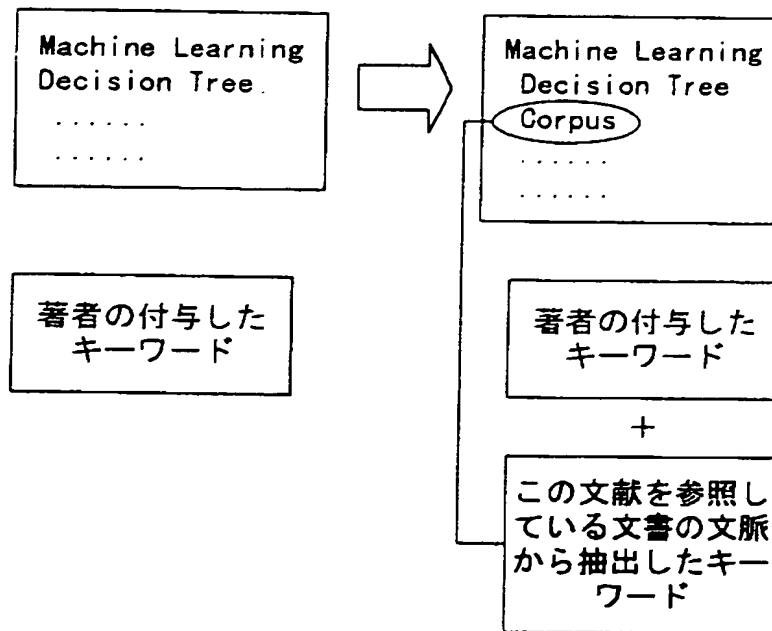 Machine Learning
Decision Tree
......
......
著者の付与した
キーワード
Machine Learning
Decision Tree
Corpus
......
......
著者の付与した
キーワード
+
この文献を参照し
ている文書の文脈
から抽出したキー
ワード